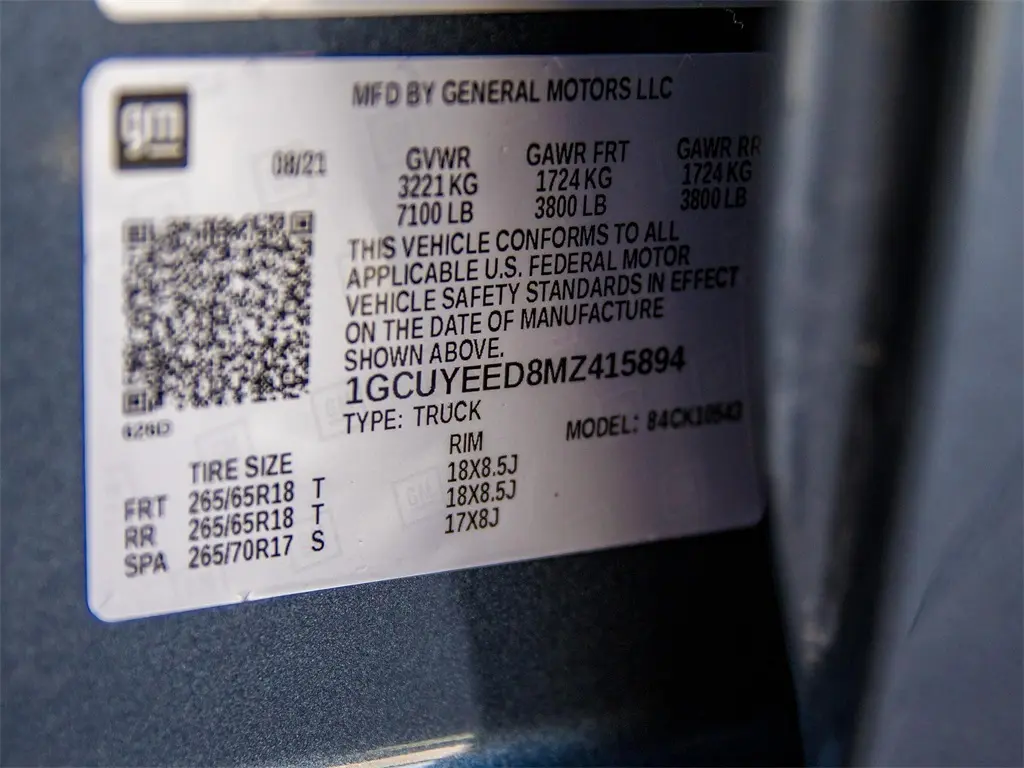 gm
MFD BY GENERAL MOTORS LLC
08/21
GVWR GAWR FRT GAWR RR
3221 KG 1724 KG 1724 KG
7100 LB 3800 LB 3800 LB
THIS VEHICLE CONFORMS TO ALL
APPLICABLE U.S. FEDERAL MOTOR
VEHICLE SAFETY STANDARDS IN EFFECT
ON THE DATE OF MANUFACTURE
SHOWN ABOVE.
1GCUYEED8MZ415894
TYPE: TRUCK
MODEL: 84CK10543
TIRE SIZE RIM
FRT 265/65R18 T 18X8.5J
RR 265/65R18 T 18X8.5J
SPA 265/70R17 S 17X8J